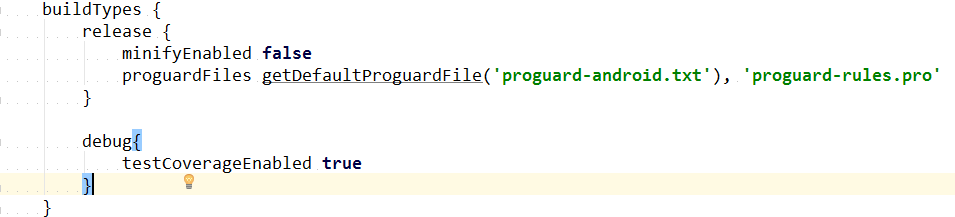 buildTypes {
release {
minifyEnabled false
proguardFiles getDefaultProguardFile('proguard-android.txt'), 'proguard-rules.pro'
}
debug{
testCoverageEnabled true
}
}